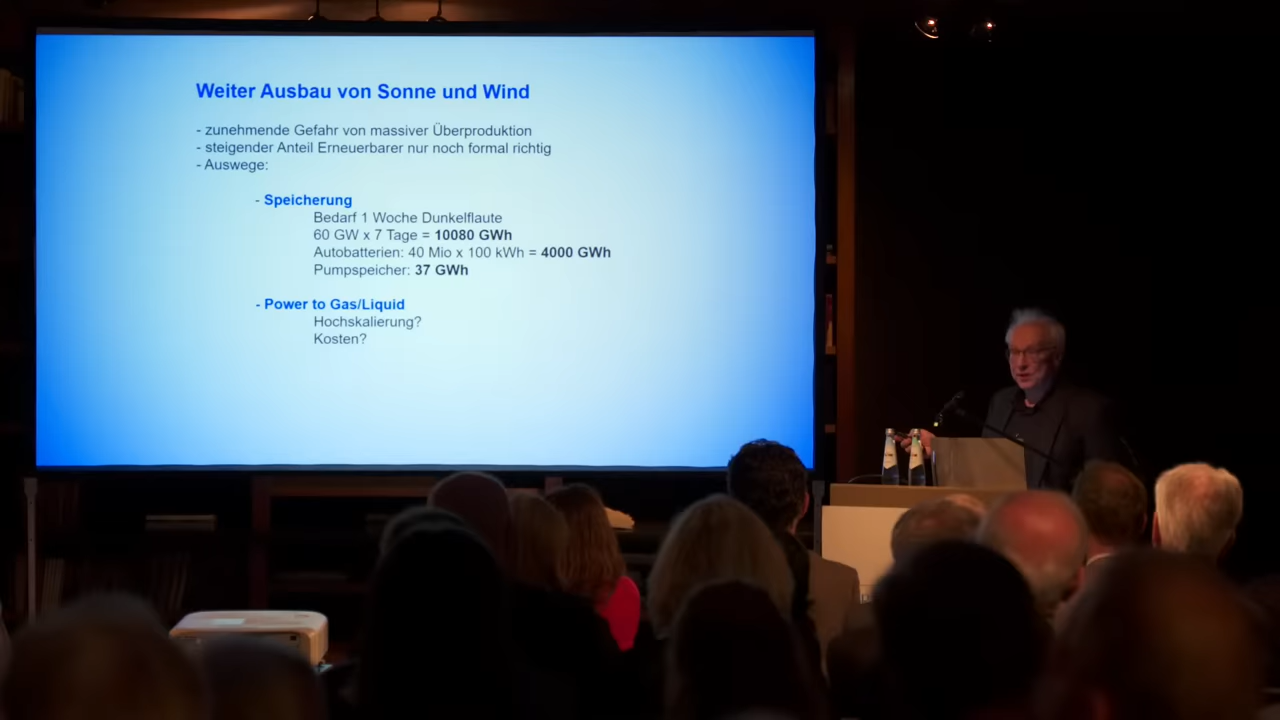 Weiter Ausbau von Sonne und Wind
- zunehmende Gefahr von massiver Überproduktion
- steigender Anteil Erneuerbarer nur noch formal richtig
- Auswege:
- Speicherung
Bedarf 1 Woche Dunkelflaute
60 GW x 7 Tage = 10080 GWh
Autobatterien: 40 Mio x 100 kWh = 4000 GWh
Pumpspeicher: 37 GWh
- Power to Gas/Liquid
Hochskalierung?
Kosten?